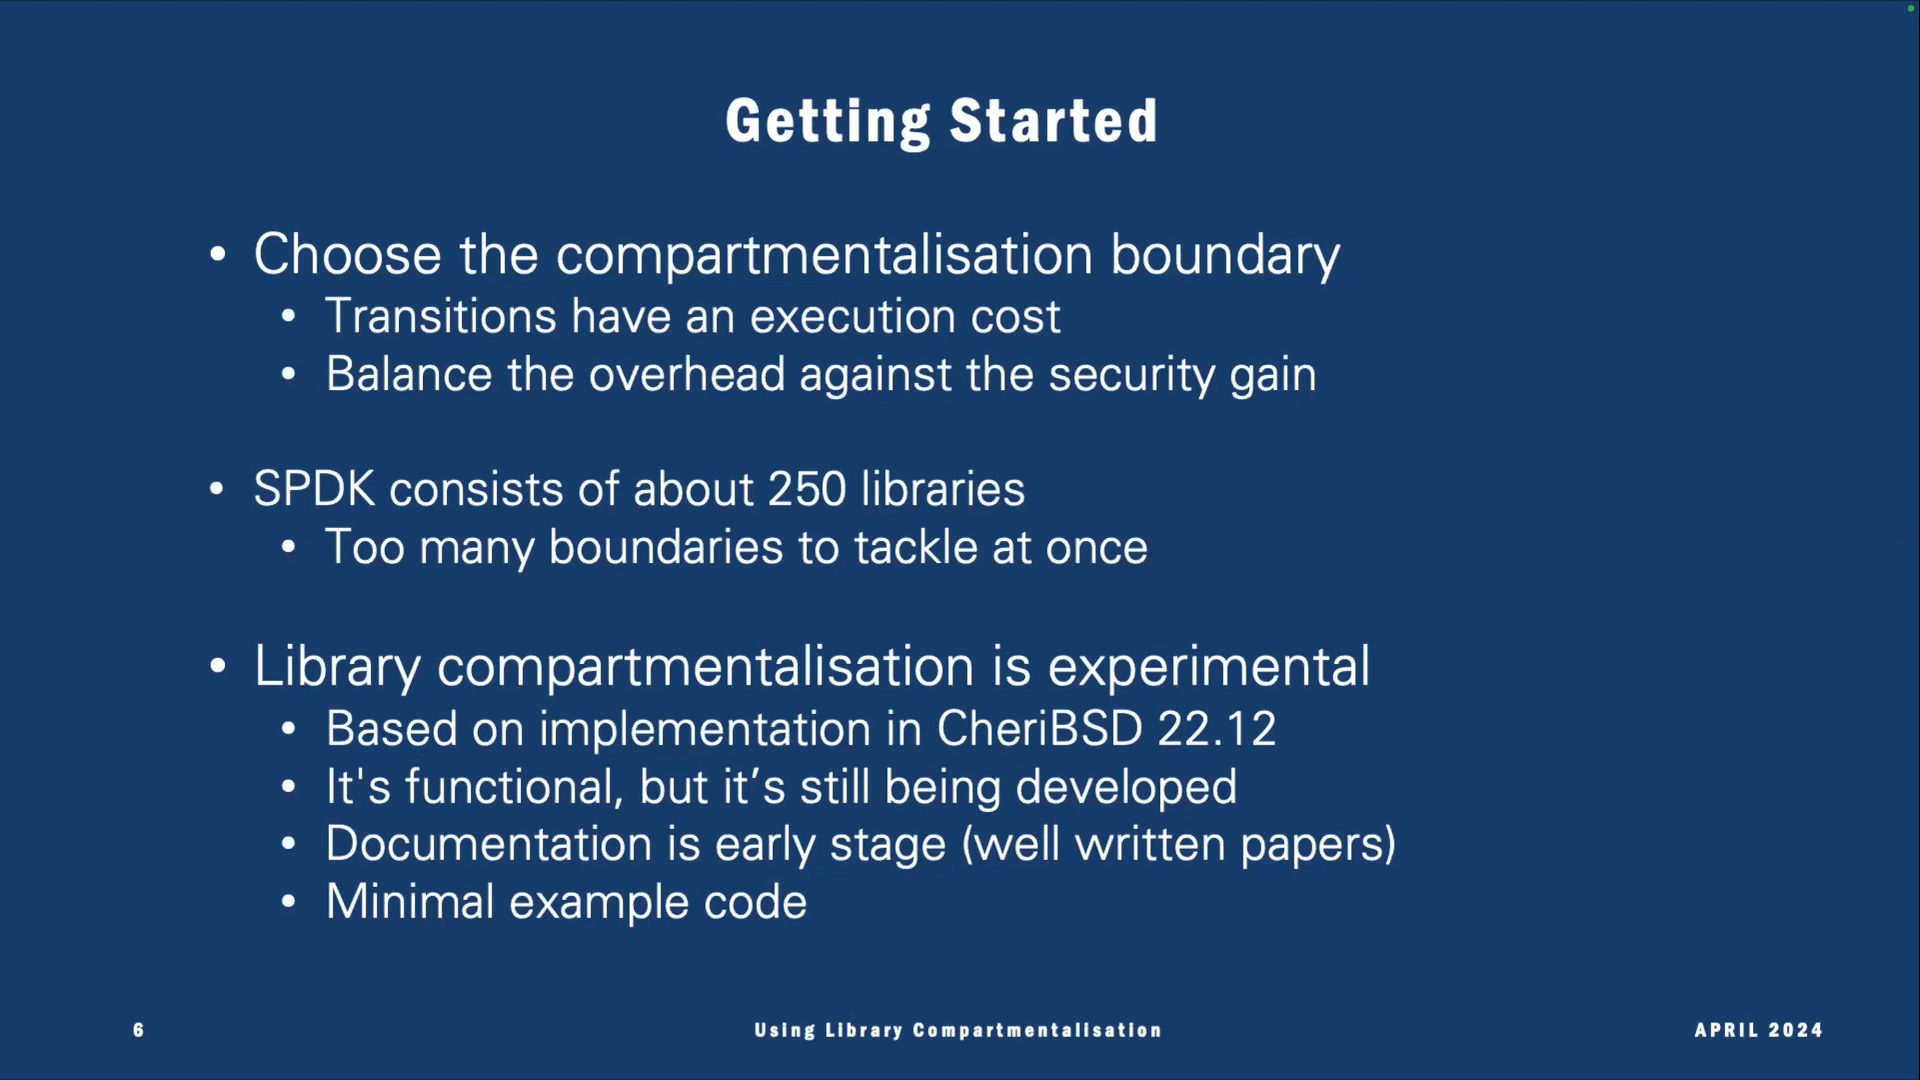 Getting Started
• Choose the compartmentalisation boundary
• Transitions have an execution cost
• Balance the overhead against the security gain
• SPDK consists of about 250 libraries
• Too many boundaries to tackle at once
• Library compartmentalisation is experimental
• Based on implementation in CheriBSD 22.12
• It's functional, but it’s still being developed
• Documentation is early stage (well written papers)
• Minimal example code
6
Using Library Compartmentalisation
APRIL 2024